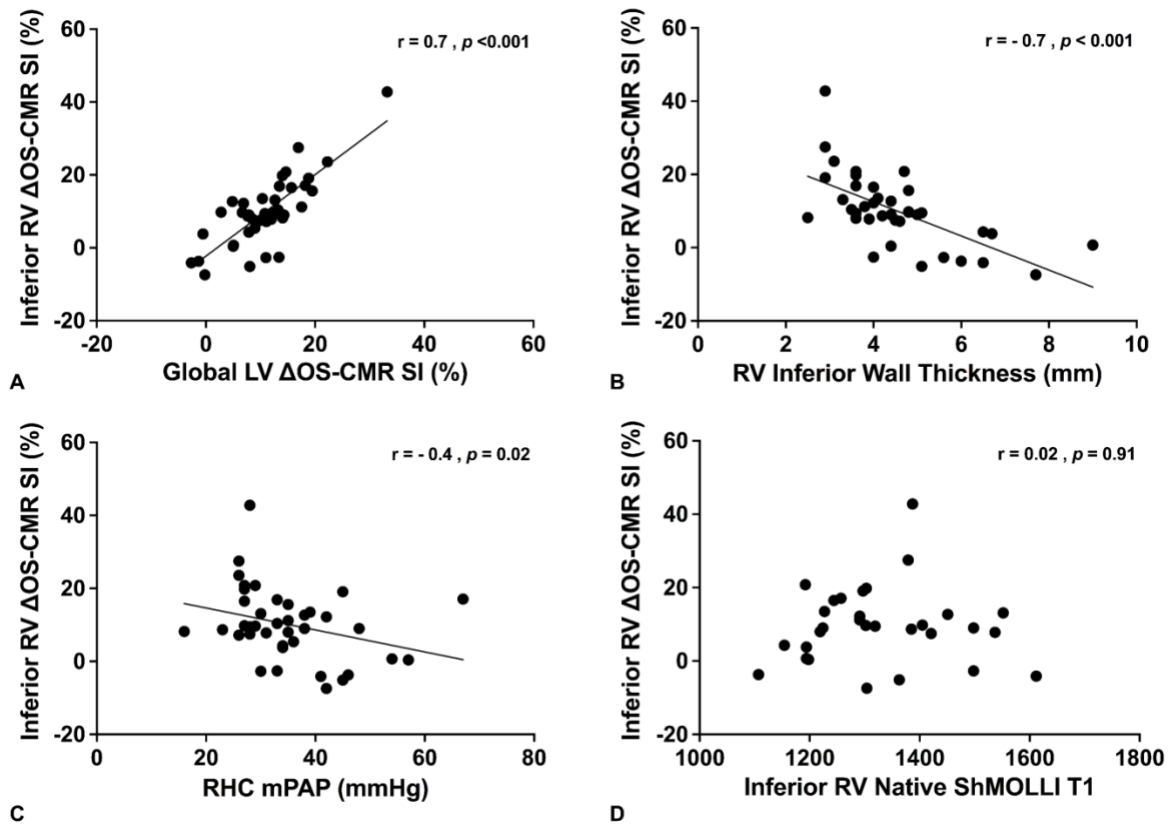 Inferior RV ΔOS-CMR SI (%)
60
40
20
0
-20
r = 0.7 , p <0.001
-20
0
20
40
60
Global LV ΔOS-CMR SI (%)
A
Inferior RV ΔOS-CMR SI (%)
60
40
20
0
-20
r = - 0.7 , p < 0.001
0
2
4
6
8
10
RV Inferior Wall Thickness (mm)
B
Inferior RV ΔOS-CMR SI (%)
60
40
20
0
-20
r = - 0.4 , p = 0.02
0
20
40
60
80
RHC mPAP (mmHg)
C
Inferior RV ΔOS-CMR SI (%)
60
40
20
0
-20
r = 0.02 , p = 0.91
1000
1200
1400
1600
1800
Inferior RV Native ShMOLLI T1
D